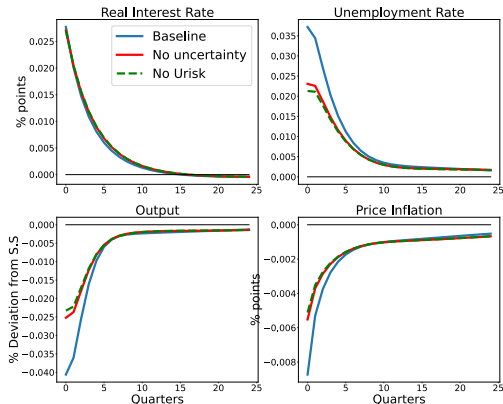 Real Interest Rate
Unemployment Rate
% points
0.025
0.020
0.015
0.010
0.005
0.000
0 5 10 15 20 25
Baseline
No uncertainty
No Urisk
0.035
0.030
0.025
0.020
0.015
0.010
0.005
0.000
0 5 10 15 20 25
Output
Price Inflation
% Deviation from S.S
0.000
−0.005
−0.010
−0.015
−0.020
−0.025
−0.030
−0.035
−0.040
0 5 10 15 20 25
Quarters
% points
0.000
−0.002
−0.004
−0.006
−0.008
0 5 10 15 20 25
Quarters